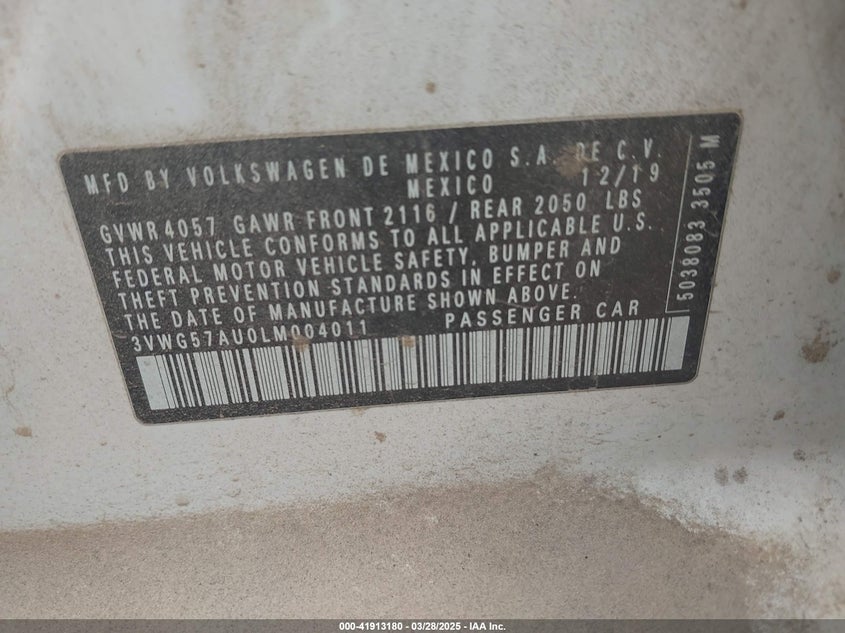 MFD BY VOLKSWAGEN DE MEXICO S.A. DE C.V.
MEXICO 12/19
GVWR 4057 GAWR FRONT 2116 / REAR 2050 LBS
THIS VEHICLE CONFORMS TO ALL APPLICABLE U.S.
FEDERAL MOTOR VEHICLE SAFETY, BUMPER AND
THEFT PREVENTION STANDARDS IN EFFECT ON
THE DATE OF MANUFACTURE SHOWN ABOVE.
3VWG57AU0LM004011 PASSENGER CAR
5038083 3505 M
000-41913180 - 03/28/2025 - IAA Inc.